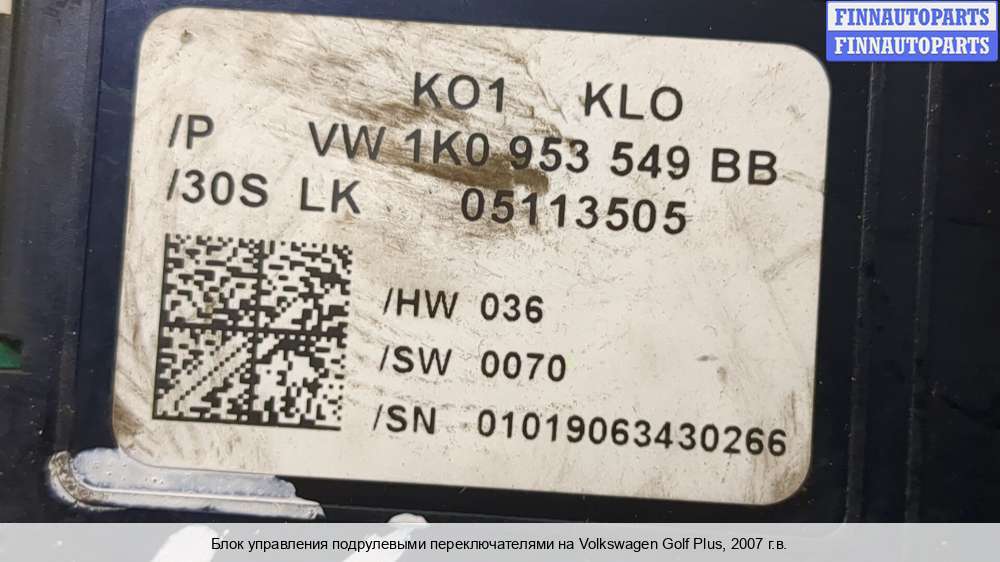 FINNAUTOPARTS
FINNAUTOPARTS
KO1 KLO
/P VW 1K0 953 549 BB
/30S LK 05113505
/HW 036
/SW 0070
/SN 01019063430266
Блок управления подрулевыми переключателями на Volkswagen Golf Plus, 2007 г.в.